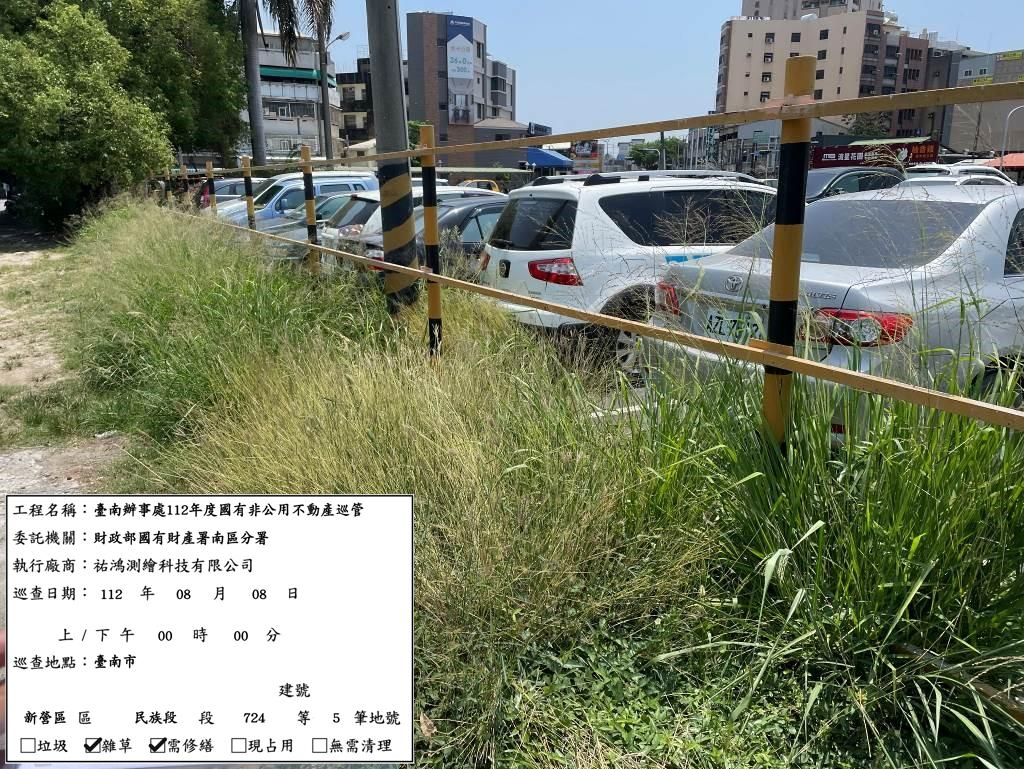 工程名稱：臺南辦事處112年度國有非公用不動產巡管
委託機關：財政部國有財產署南區分署
執行廠商：祐鴻測繪科技有限公司
巡查日期： 112 年 08 月 08 日
上 / 下 午 00 時 00 分
巡查地點：臺南市
建號
新營區 區 民族段 段 724 等 5 筆地號
□垃圾 ☑雜草 ☑需修繕 □現占用 □無需清理